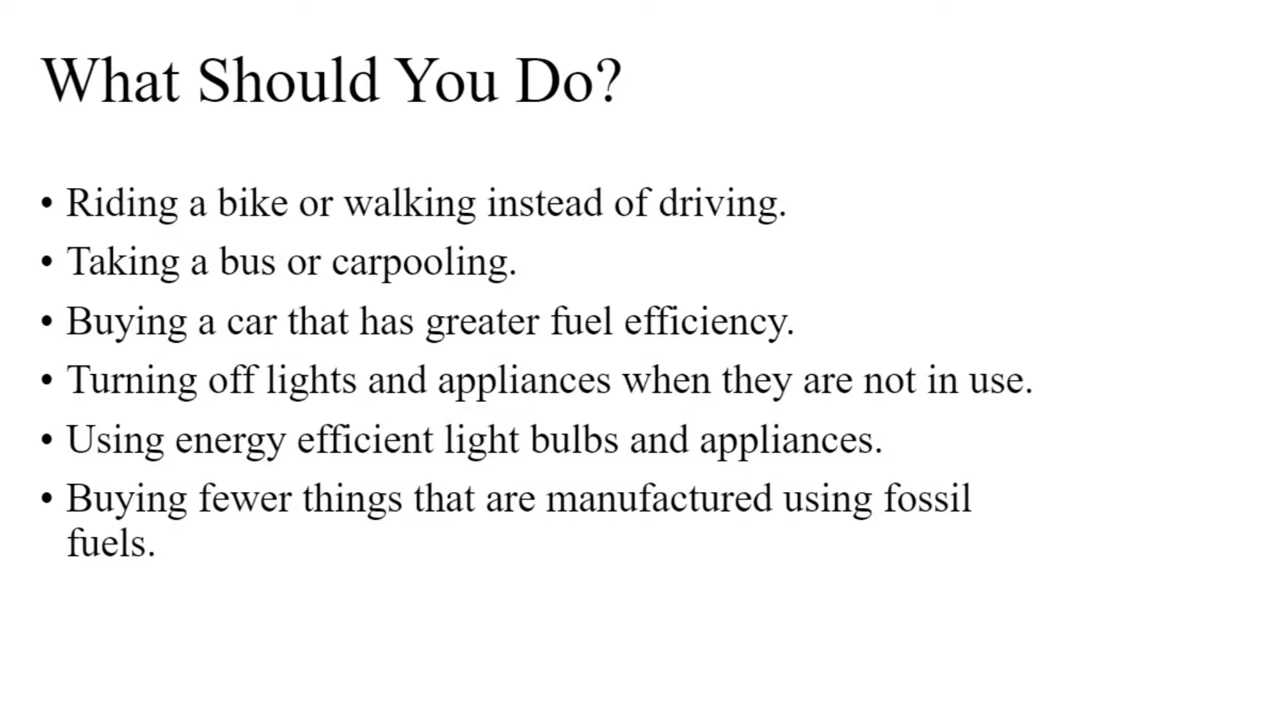 What Should You Do?
• Riding a bike or walking instead of driving.
• Taking a bus or carpooling.
• Buying a car that has greater fuel efficiency.
• Turning off lights and appliances when they are not in use.
• Using energy efficient light bulbs and appliances.
• Buying fewer things that are manufactured using fossil
fuels.